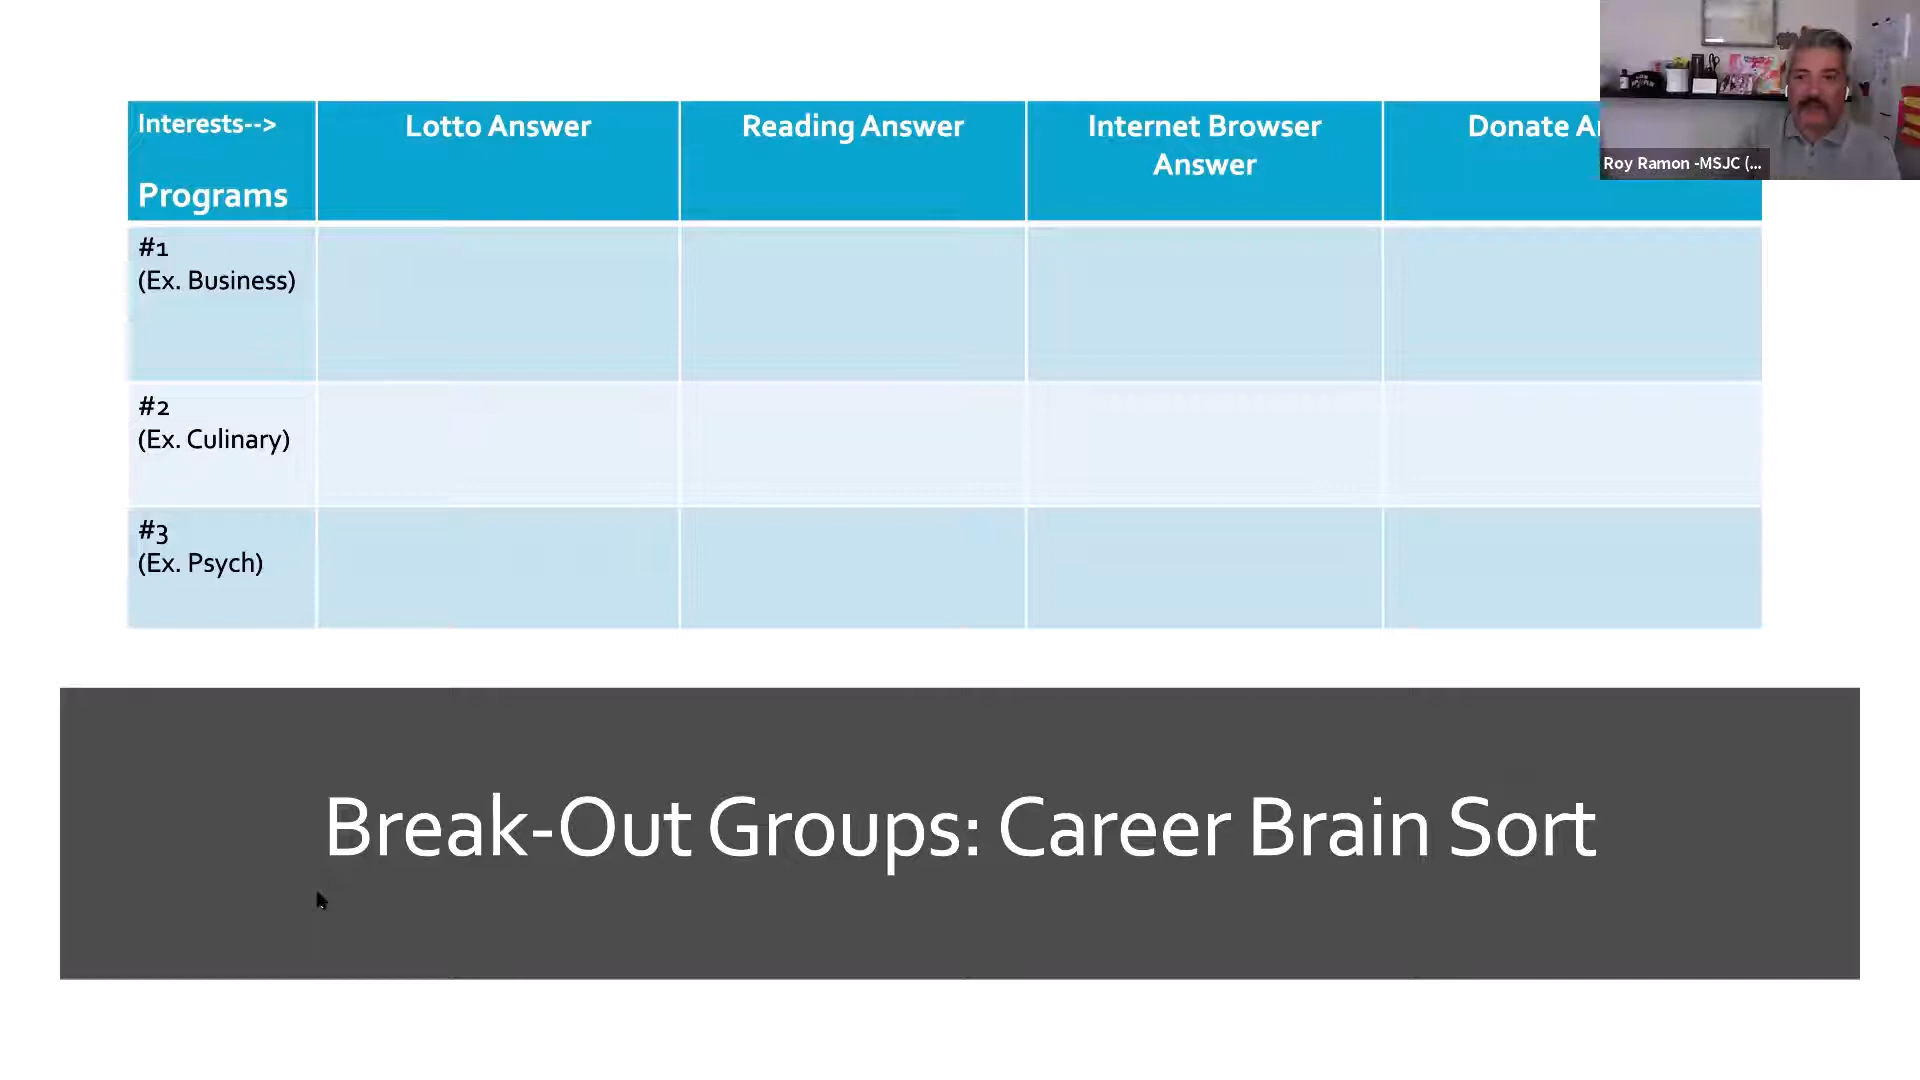 Interests-->
Programs
Lotto Answer
Reading Answer
Internet Browser
Answer
Donate
Roy Ramon -MSJC (...
#1
(Ex. Business)
#2
(Ex. Culinary)
#3
(Ex. Psych)
Break-Out Groups: Career Brain Sort